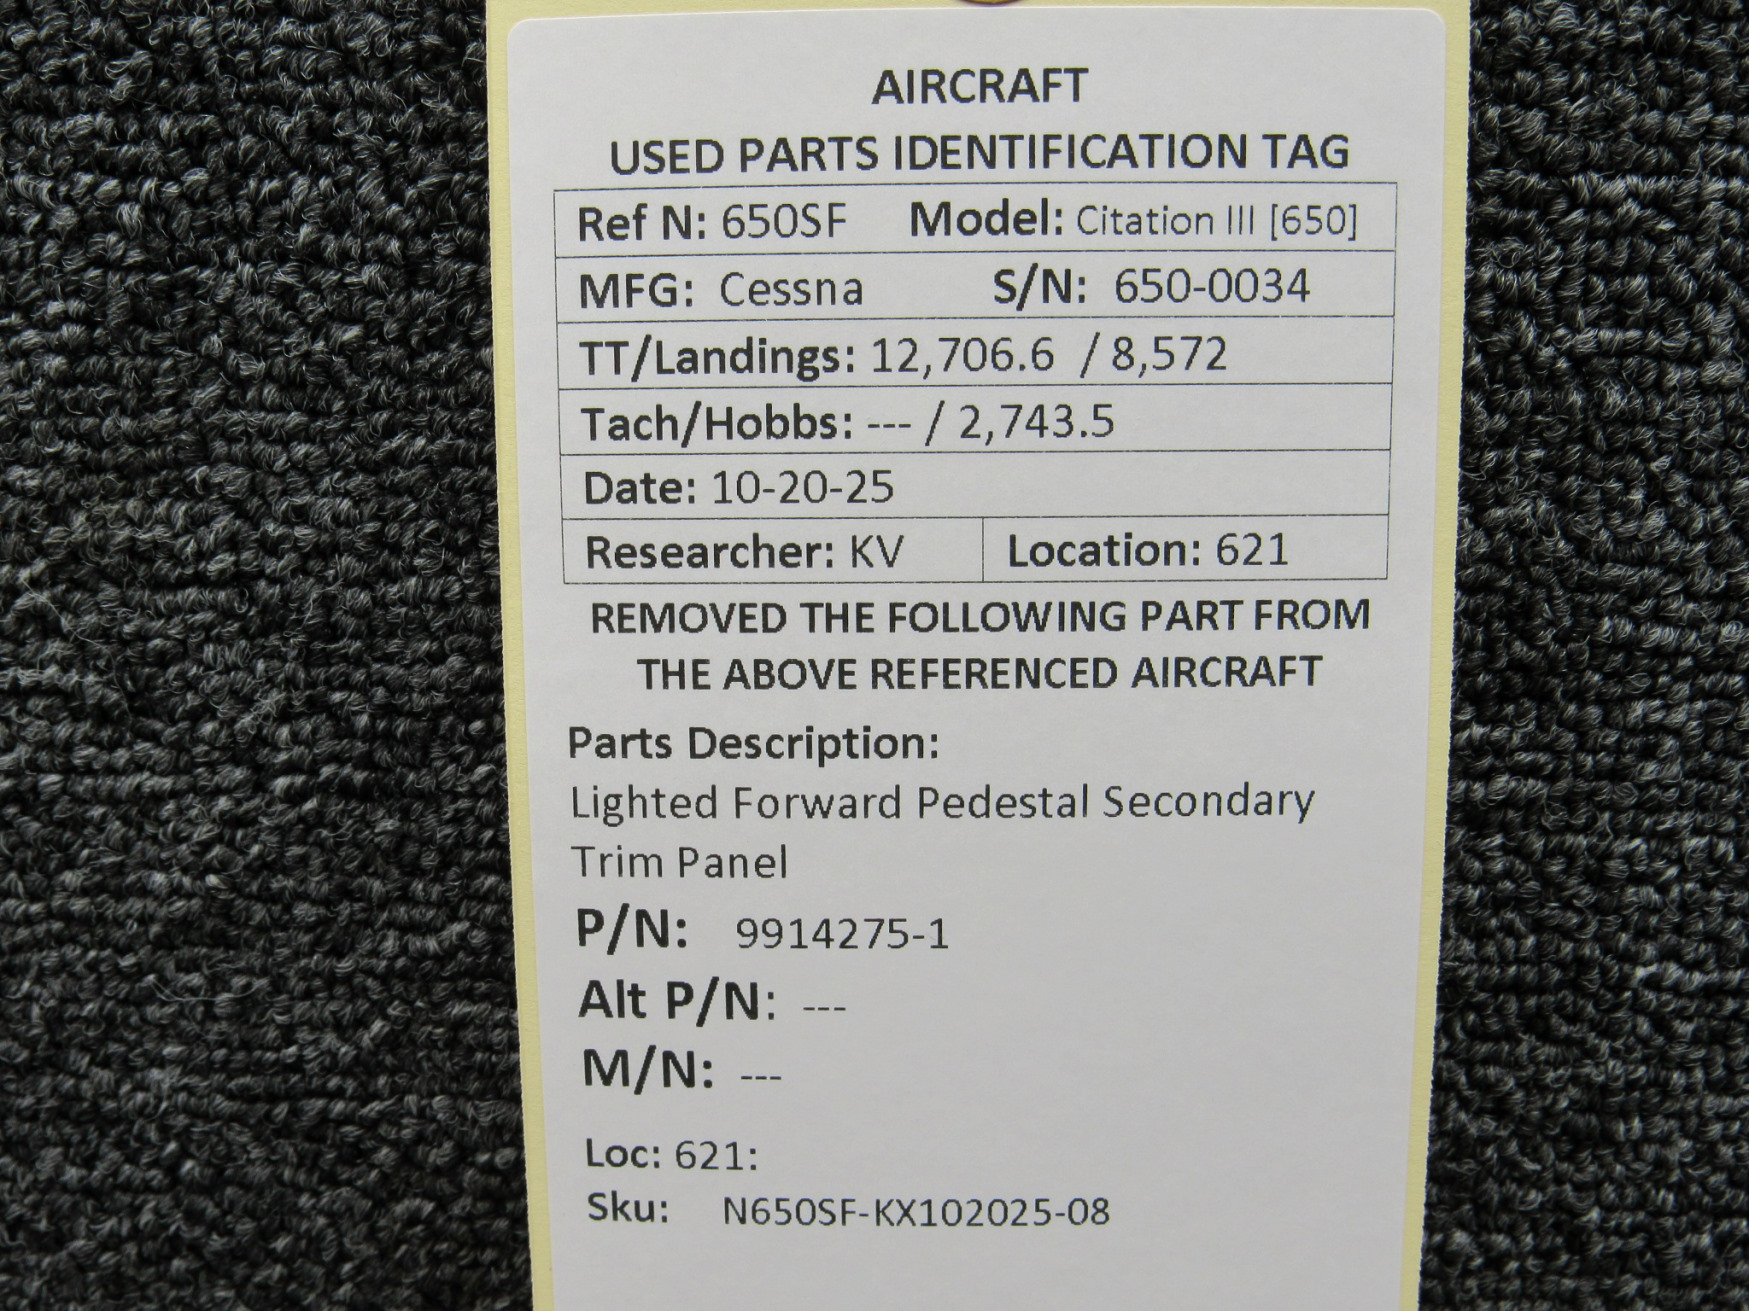 AIRCRAFT
USED PARTS IDENTIFICATION TAG
Ref N: 650SF Model: Citation III [650]
MFG: Cessna S/N: 650-0034
TT/Landings: 12,706.6 / 8,572
Tach/Hobbs: --- / 2,743.5
Date: 10-20-25
Researcher: KV Location: 621
REMOVED THE FOLLOWING PART FROM
THE ABOVE REFERENCED AIRCRAFT
Parts Description:
Lighted Forward Pedestal Secondary
Trim Panel
P/N: 9914275-1
Alt P/N: ---
M/N: ---
Loc: 621:
Sku: N650SF-KX102025-08